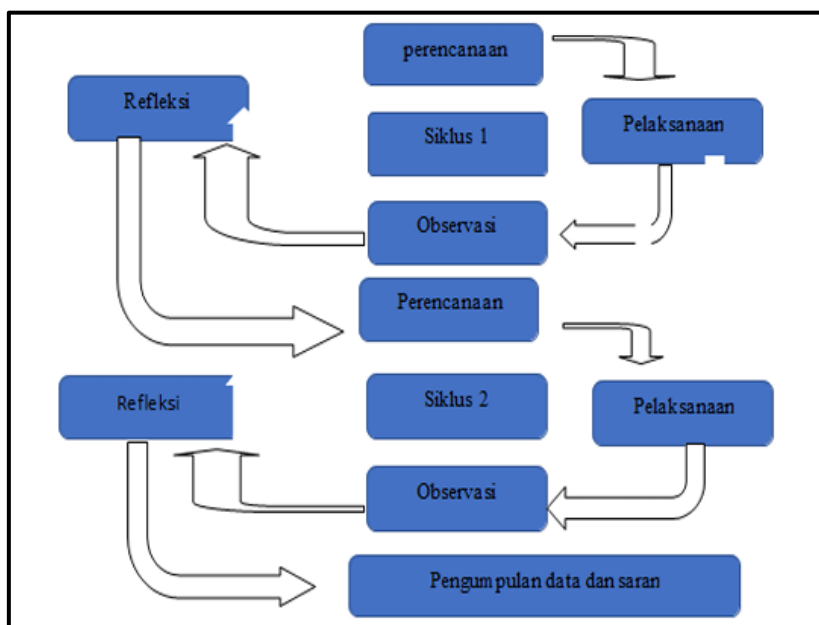 perencanaan
Refleksi
Pelaksanaan
Siklus 1
Observasi
Perencanaan
Refleksi
Siklus 2
Pelaksanaan
Observasi
Pengumpulan data dan saran